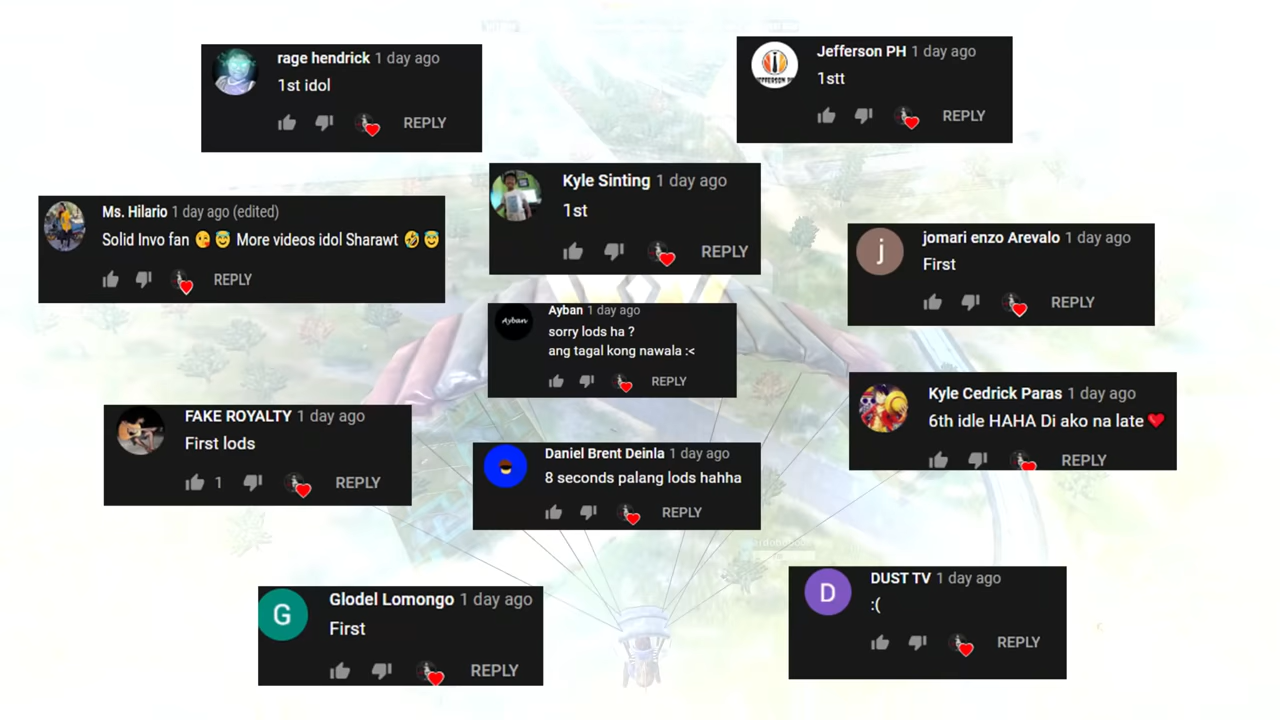 rage hendrick 1 day ago
1st idol
REPLY
Jefferson PH 1 day ago
1stt
REPLY
Kyle Sinting 1 day ago
1st
REPLY
Ms. Hilario 1 day ago (edited)
Solid Invo fan 😘😇 More videos idol Sharawt 🤣😇
REPLY
jomari enzo Arevalo 1 day ago
First
REPLY
Ayban
Ayban 1 day ago
sorry lods ha ?
ang tagal kong nawala :<
REPLY
Kyle Cedrick Paras 1 day ago
6th idle HAHA Di ako na late ❤️
REPLY
FAKE ROYALTY 1 day ago
First lods
1 REPLY
Daniel Brent Deinla 1 day ago
8 seconds palang lods hahha
REPLY
G
Glodel Lomongo 1 day ago
First
REPLY
D
DUST TV 1 day ago
:(
REPLY
j